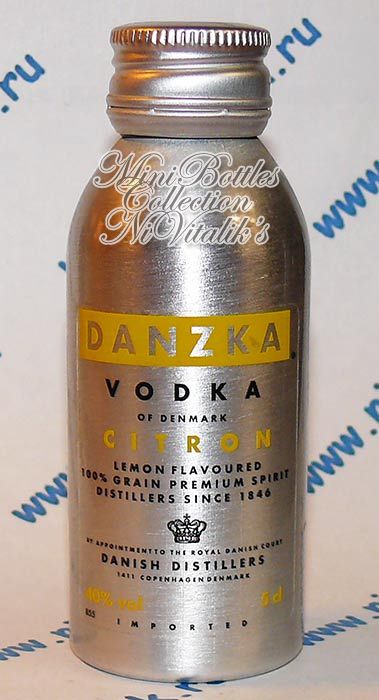 Mini Bottles
Collection
NiVitalik's
DANZKA
VODKA
OF DENMARK
CITRON
LEMON FLAVOURED
100% GRAIN PREMIUM SPIRIT
DISTILLERS SINCE 1846
BY APPOINTMENT TO THE ROYAL DANISH COURT
DANISH DISTILLERS
1411 COPENHAGEN DENMARK
40% vol 5 cl
855
IMPORTED